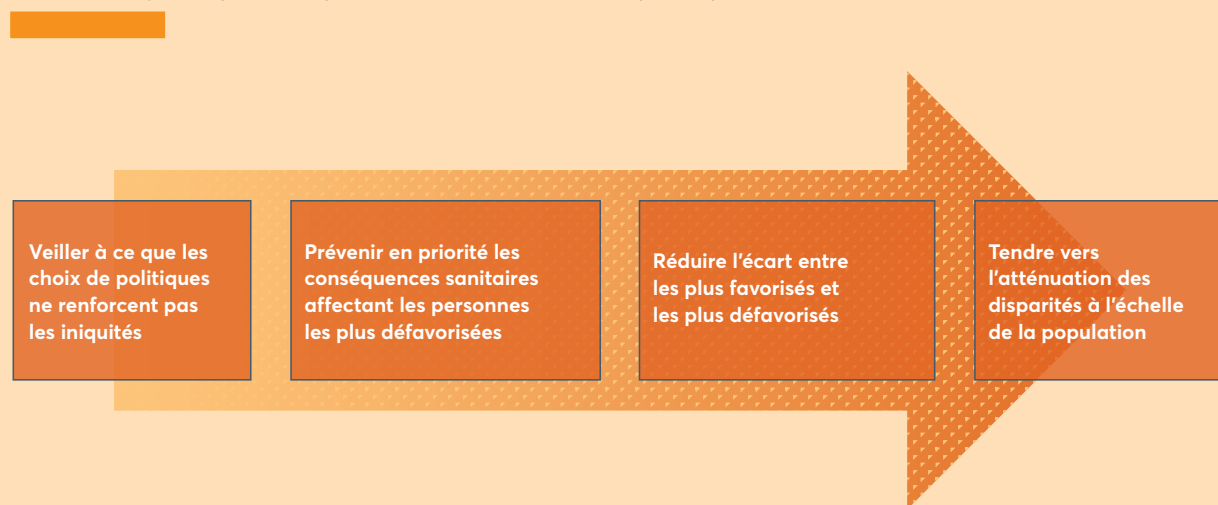 Veiller à ce que les
choix de politiques
ne renforcent pas
les iniquités
Prévenir en priorité les
conséquences sanitaires
affectant les personnes
les plus défavorisées
Réduire l'écart entre
les plus favorisés et
les plus défavorisés
Tendre vers
l'atténuation des
disparités à l'échelle
de la population